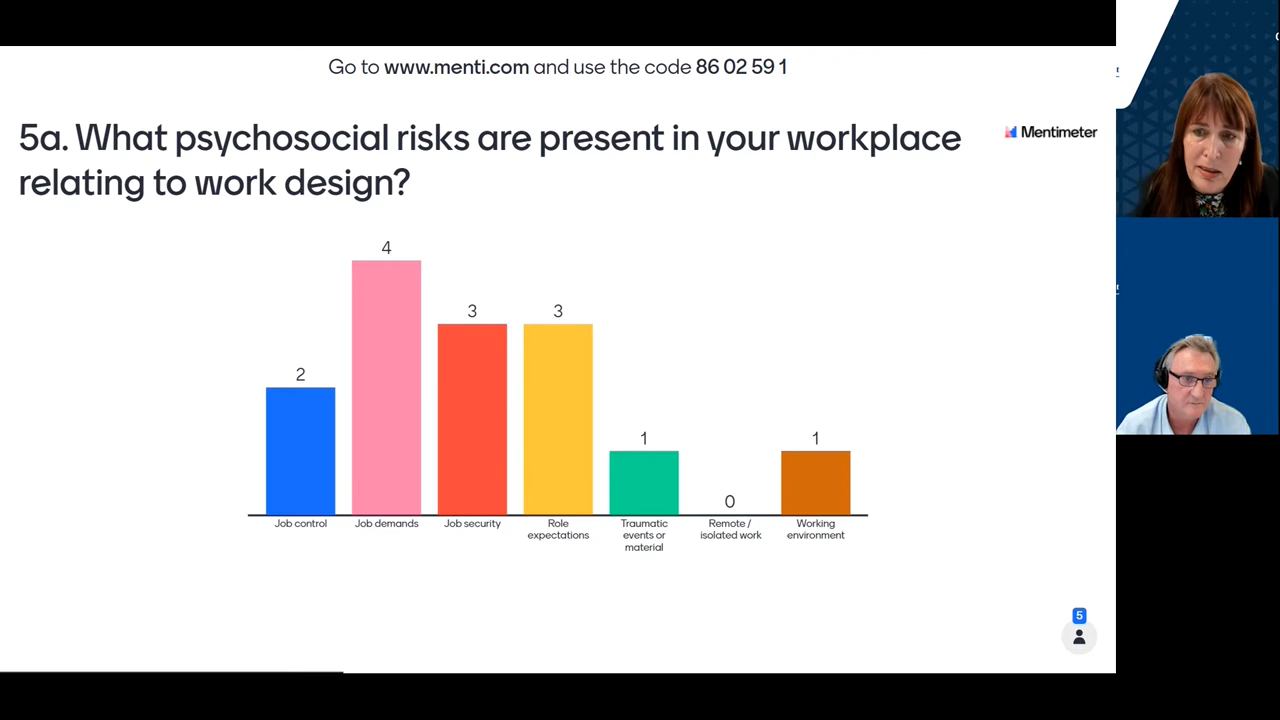 Go to www.menti.com and use the code 86 02 59 1
5a. What psychosocial risks are present in your workplace
relating to work design?
Mentimeter
4
3
3
2
1
1
0
Job control
Job demands
Job security
Role
expectations
Traumatic
events or
material
Remote /
isolated work
Working
environment
5